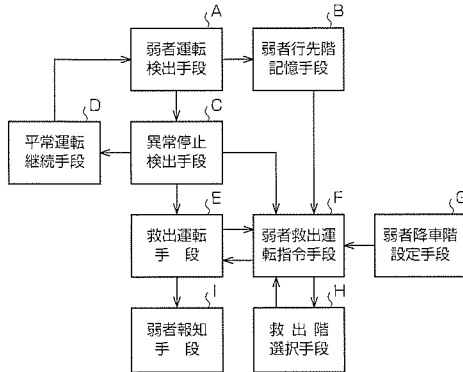 A
弱者運転
検出手段
B
弱者行先階
記憶手段
C
異常停止
検出手段
D
平常運転
継続手段
E
救出運転
手 段
F
弱者救出運
転指令手段
G
弱者降車階
設定手段
I
弱者報知
手 段
H
救 出 階
選択手段